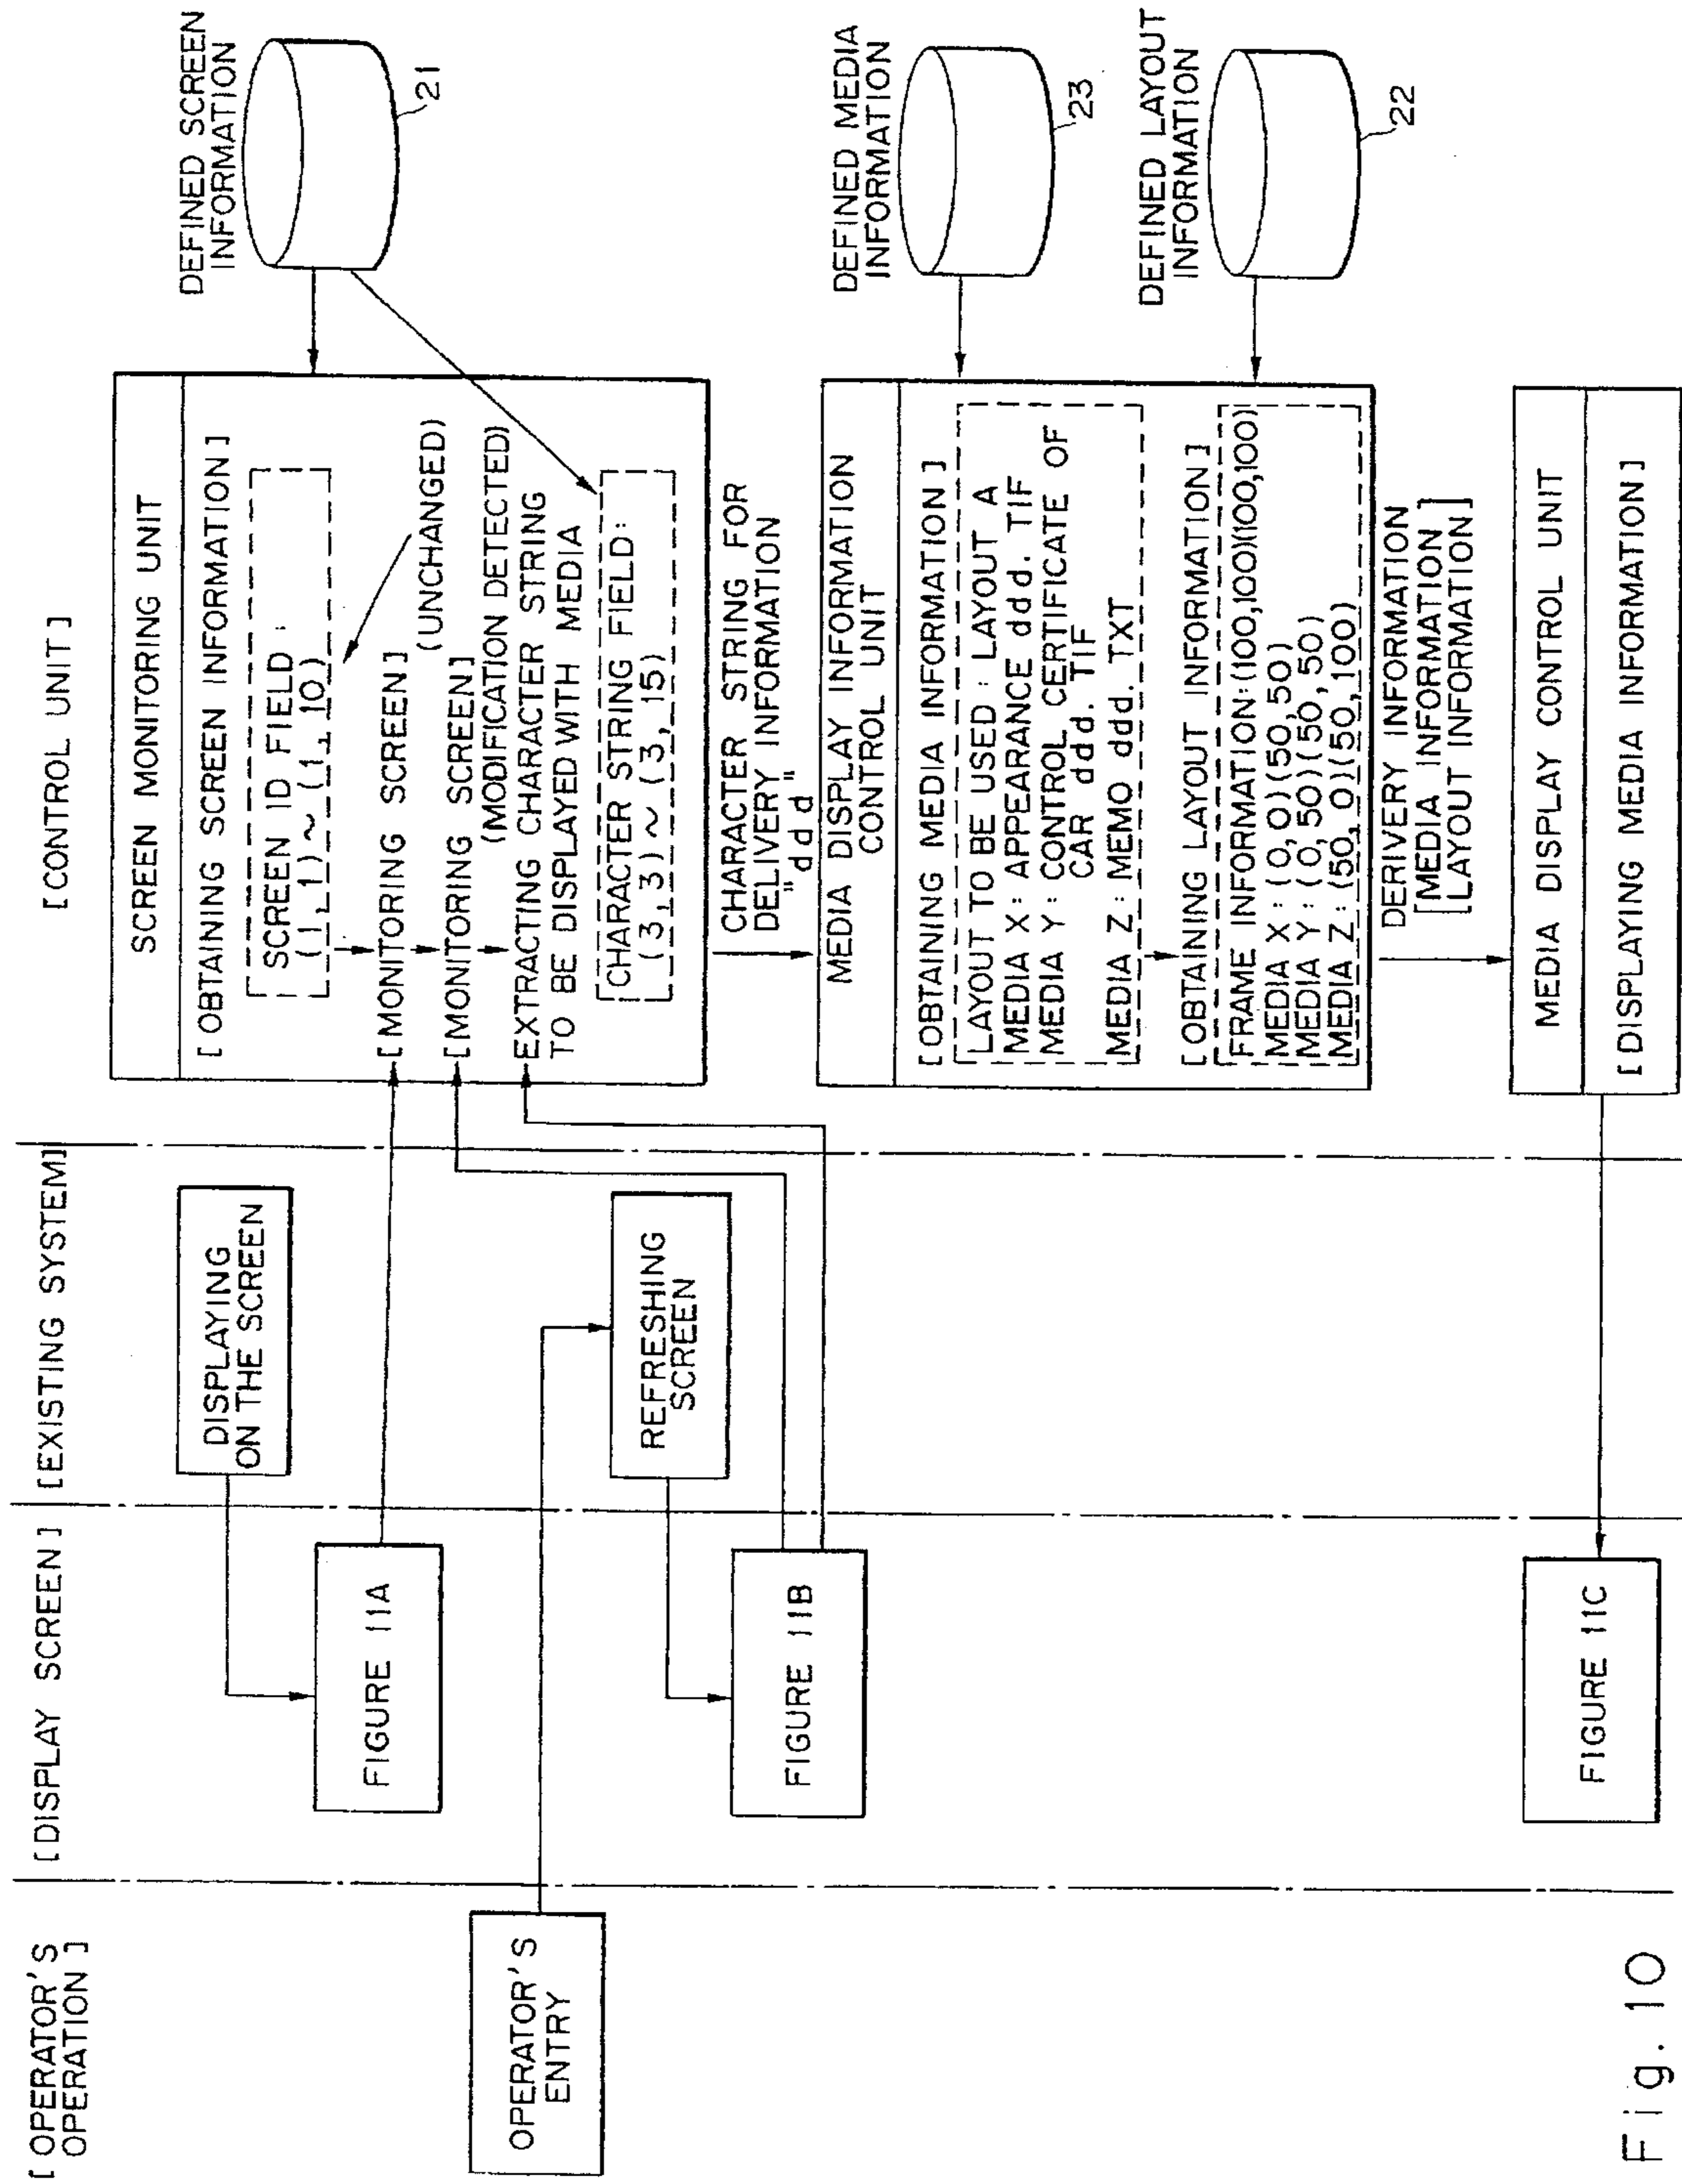 [ OPERATOR'S
OPERATION ]
[DISPLAY SCREEN]
[EXISTING SYSTEM]
[CONTROL UNIT]
OPERATOR'S
ENTRY
FIGURE 11A
FIGURE 11B
FIGURE 11C
DISPLAYING
ON THE SCREEN
REFRESHING
SCREEN
SCREEN MONITORING UNIT
[ OBTAINING SCREEN INFORMATION ]
SCREEN ID FIELD :
(1, 1) ~ (1, 10)
[MONITORING SCREEN]
(UNCHANGED)
[MONITORING SCREEN]
(MODIFICATION DETECTED)
EXTRACTING CHARACTER STRING
TO BE DISPLAYED WITH MEDIA
CHARACTER STRING FIELD:
(3, 3) ~ (3, 15)
DEFINED SCREEN
INFORMATION
21
CHARACTER STRING FOR
DELIVERY INFORMATION
"ddd"
MEDIA DISPLAY INFORMATION
CONTROL UNIT
[OBTAINING MEDIA INFORMATION ]
LAYOUT TO BE USED : LAYOUT A
MEDIA X : APPEARANCE ddd. TIF
MEDIA Y : CONTROL CERTIFICATE OF
CAR ddd. TIF
MEDIA Z : MEMO ddd. TXT
[OBTAINING LAYOUT INFORMATION ]
FRAME INFORMATION:(100,100)(100,100)
MEDIA X : (0, 0) (50, 50)
MEDIA Y : (0, 50) (50, 50)
MEDIA Z : (50, 0) (50, 100)
DEFINED MEDIA
INFORMATION
23
DEFINED LAYOUT
INFORMATION
22
DERIVERY INFORMATION
[MEDIA INFORMATION ]
[LAYOUT INFORMATION]
MEDIA DISPLAY CONTROL UNIT
[DISPLAYING MEDIA INFORMATION]
Fig. 10